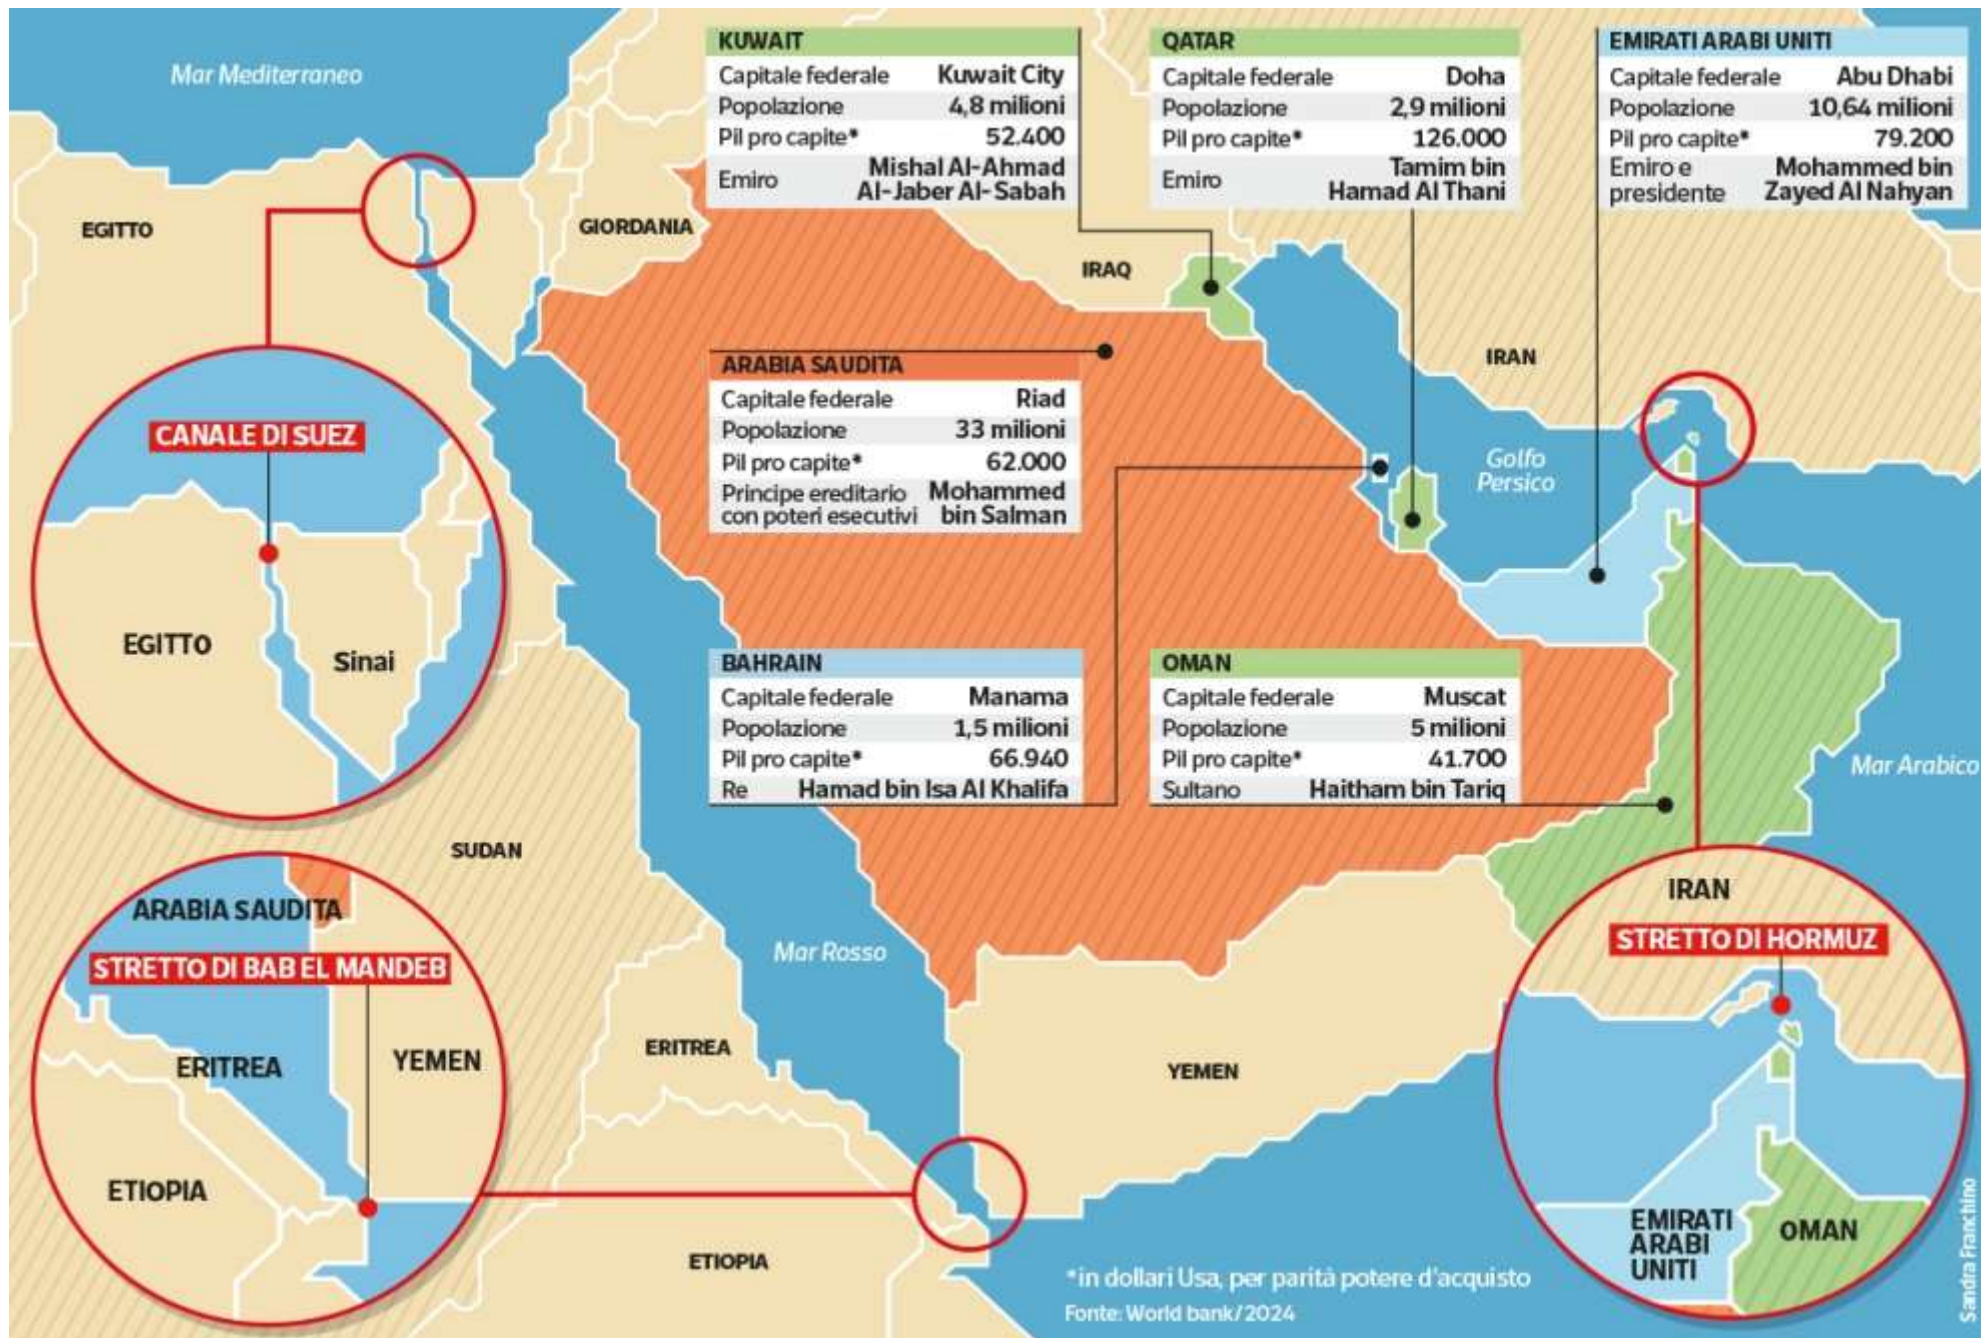 Mar Mediterraneo
KUWAIT
Capitale federale Kuwait City
Popolazione 4,8 milioni
Pil pro capite* 52.400
Emiro Mishal Al-Ahmad
Al-Jaber Al-Sabah
QATAR
Capitale federale Doha
Popolazione 2,9 milioni
Pil pro capite* 126.000
Emiro Tamim bin
Hamad Al Thani
EMIRATI ARABI UNITI
Capitale federale Abu Dhabi
Popolazione 10,64 milioni
Pil pro capite* 79.200
Emiro e Mohammed bin
presidente Zayed Al Nahyan
EGITTO
GIORDANIA
IRAQ
IRAN
ARABIA SAUDITA
Capitale federale Riad
Popolazione 33 milioni
Pil pro capite* 62.000
Principe ereditario Mohammed
con poteri esecutivi bin Salman
Golfo
Persico
CANALE DI SUEZ
EGITTO
Sinai
BAHRAIN
Capitale federale Manama
Popolazione 1,5 milioni
Pil pro capite* 66.940
Re Hamad bin Isa Al Khalifa
OMAN
Capitale federale Muscat
Popolazione 5 milioni
Pil pro capite* 41.700
Sultano Haitham bin Tariq
Mar Arabico
SUDAN
ARABIA SAUDITA
STRETTO DI BAB EL MANDEB
ERITREA
YEMEN
ETIOPIA
Mar Rosso
ERITREA
YEMEN
ETIOPIA
IRAN
STRETTO DI HORMUZ
EMIRATI
ARABI
UNITI
OMAN
*in dollari Usa, per parità potere d'acquisto
Fonte: World bank/2024
Sandra Franchino